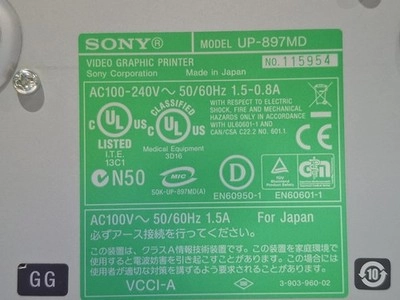 SONY® MODEL UP-897MD
VIDEO GRAPHIC PRINTER NO. 115954
Sony Corporation Made in Japan
AC100-240V～ 50/60Hz 1.5-0.8A
C UL US
LISTED
I.T.E.
13C1
CLASSIFIED
C UL US
Medical Equipment
3D16
WITH RESPECT TO ELECTRIC
SHOCK, FIRE AND MECHANICAL
HAZARDS ONLY IN ACCORDANCE
WITH UL60601-1 AND
CAN/CSA C22.2 NO. 601.1.
N50
MIC
SOK-UP-897MD(A)
D
EN60950-1
EN60601-1
AC100V～ 50/60Hz 1.5A For Japan
必ずアース接続を行ってください。
この装置は、クラスA情報技術装置です。この装置を家庭環境で
使用すると電波妨害を引き起こすことがあります。この場合には
使用者が適切な対策を講ずるよう要求されることがあります。
VCCI-A 3-903-960-02
GG
10